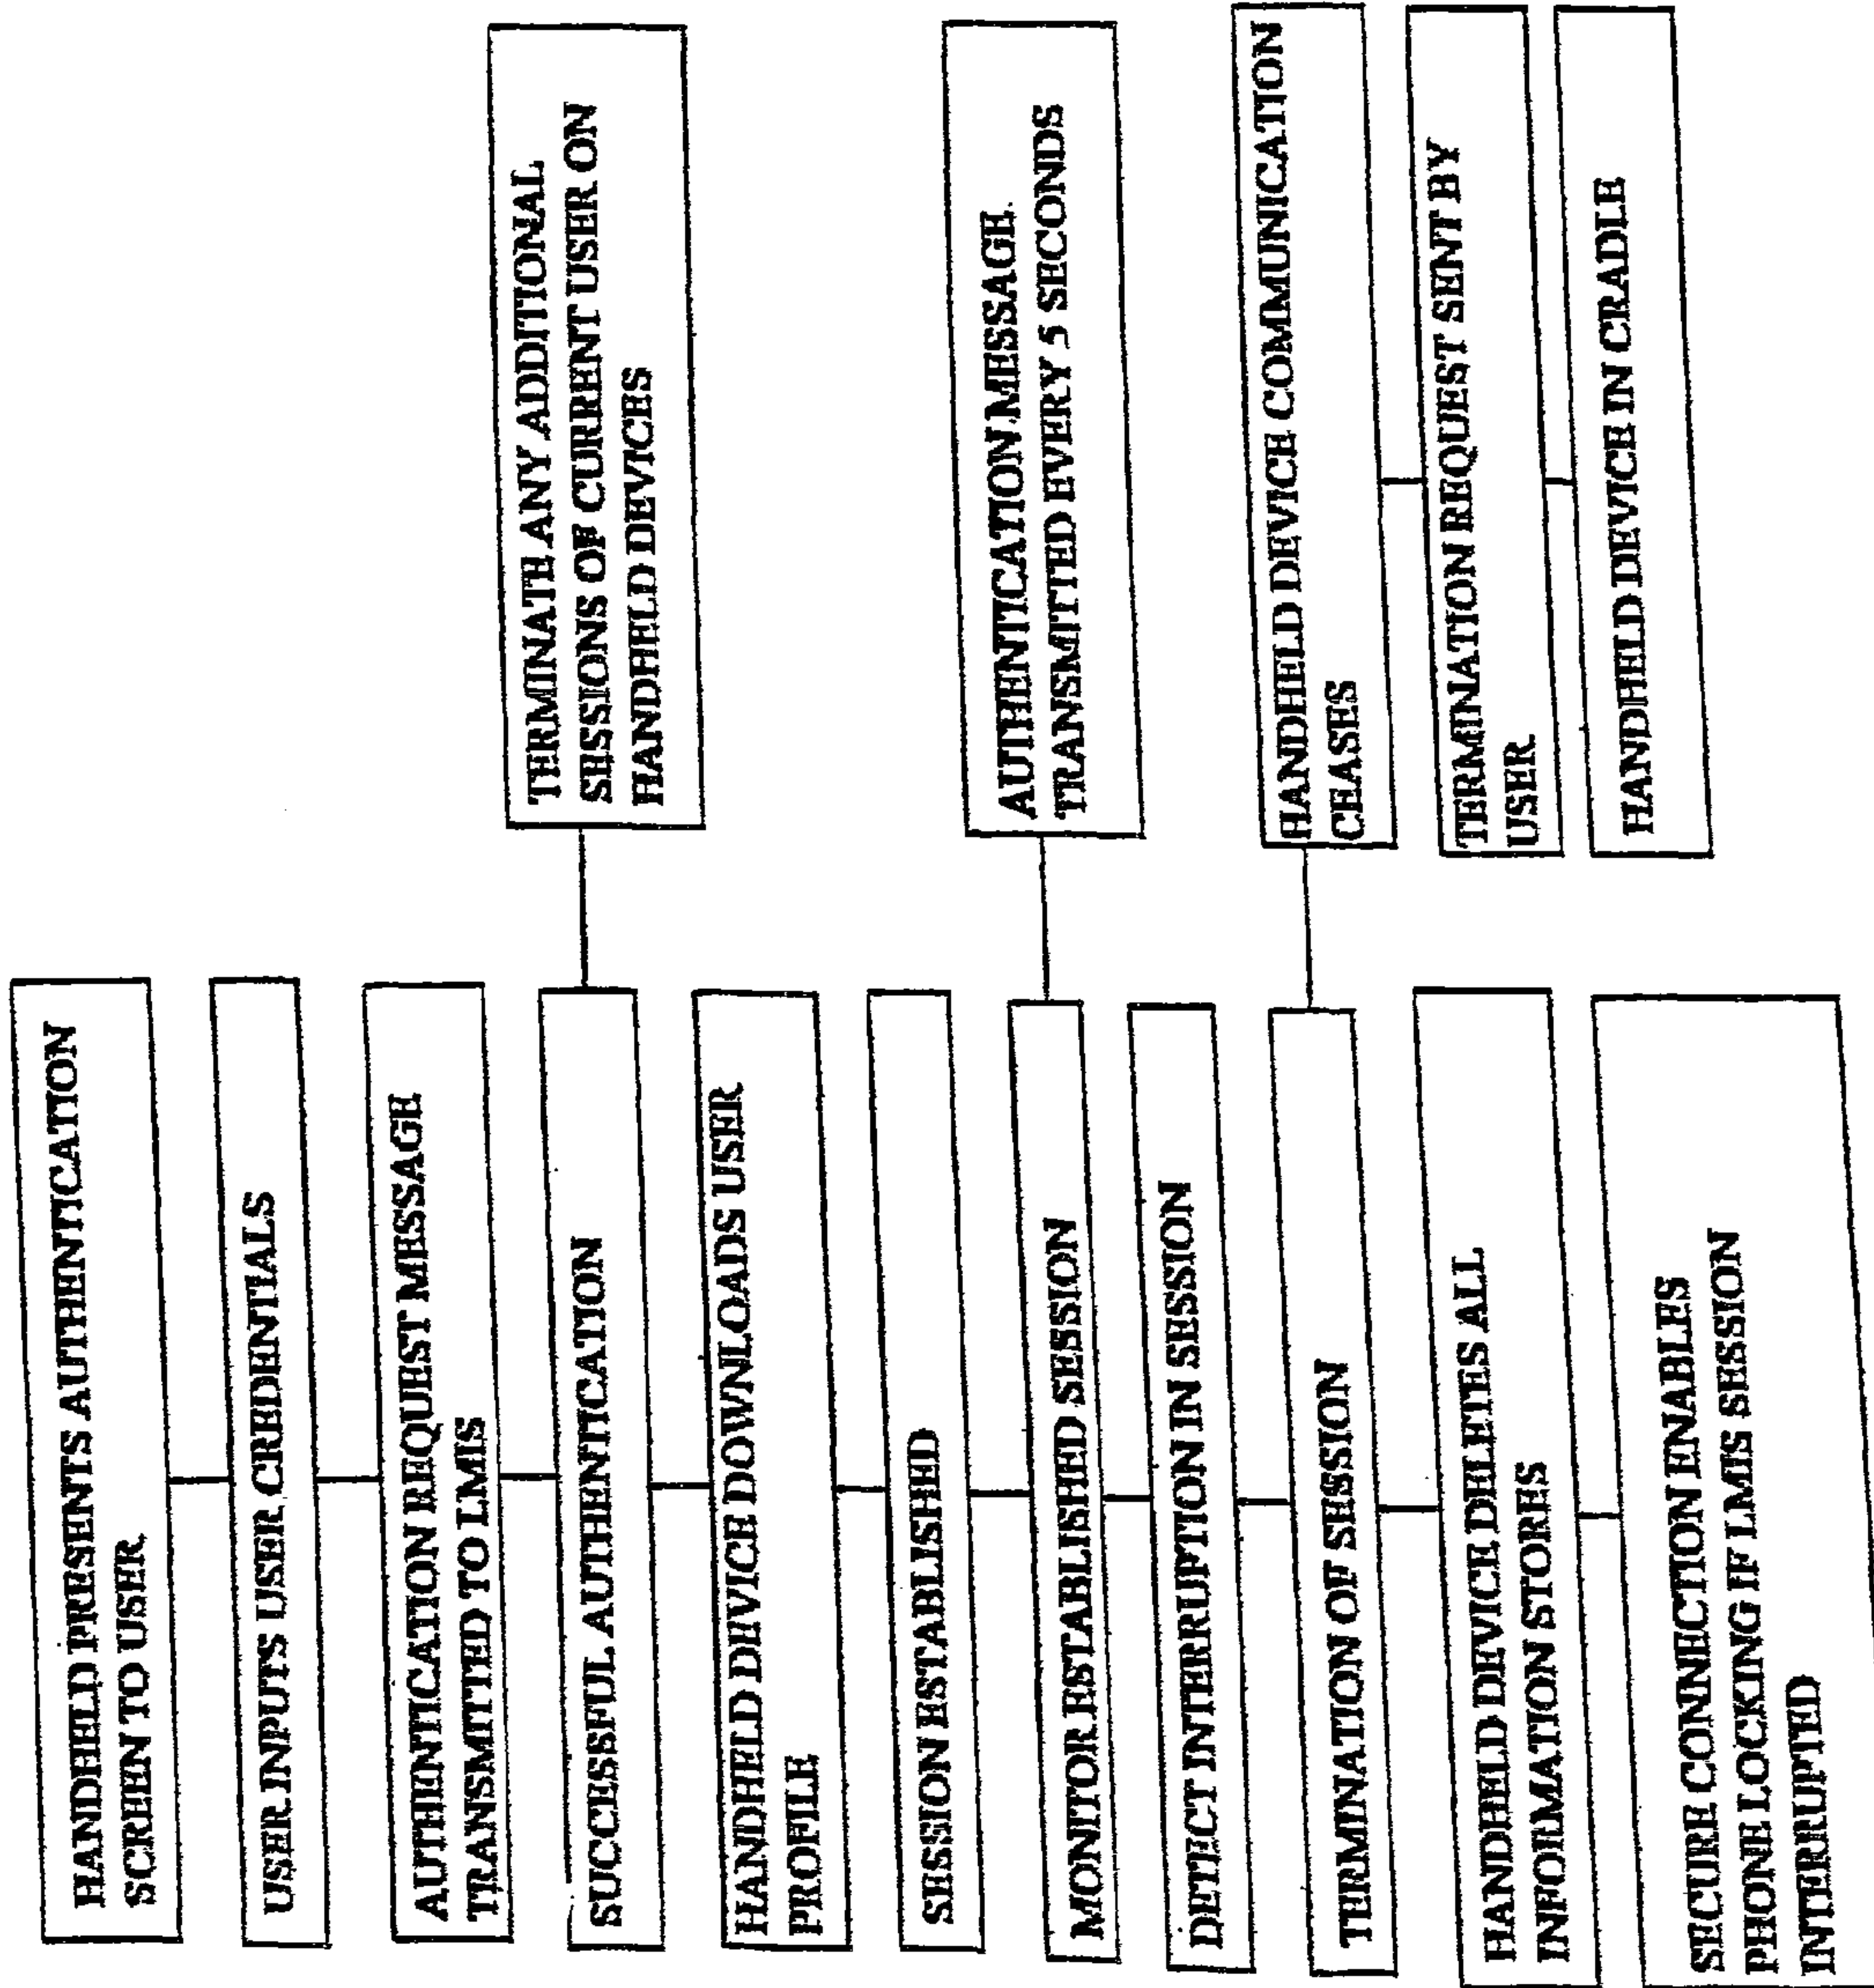 HANDHELD PRESENTS AUTHENTICATION
SCREEN TO USER
USER INPUTS USER CREDENTIALS
AUTHENTICATION REQUEST MESSAGE
TRANSMITTED TO LMIS
SUCCESSFUL AUTHENTICATION
TERMINATE ANY ADDITIONAL
SESSIONS OF CURRENT USER ON
HANDHELD DEVICES
HANDHELD DEVICE DOWNLOADS USER
PROFILE
SESSION ESTABLISHED
MONITOR ESTABLISHED SESSION
AUTHENTICATION MESSAGE
TRANSMITTED EVERY 5 SECONDS
DETECT INTERRUPTION IN SESSION
TERMINATION OF SESSION
HANDHELD DEVICE COMMUNICATION
CEASES
TERMINATION REQUEST SENT BY
USER
HANDHELD DEVICE IN CRADLE
HANDHELD DEVICE DELETES ALL
INFORMATION STORES
SECURE CONNECTION ENABLES
PHONE LOCKING IF LMIS SESSION
INTERRUPTED